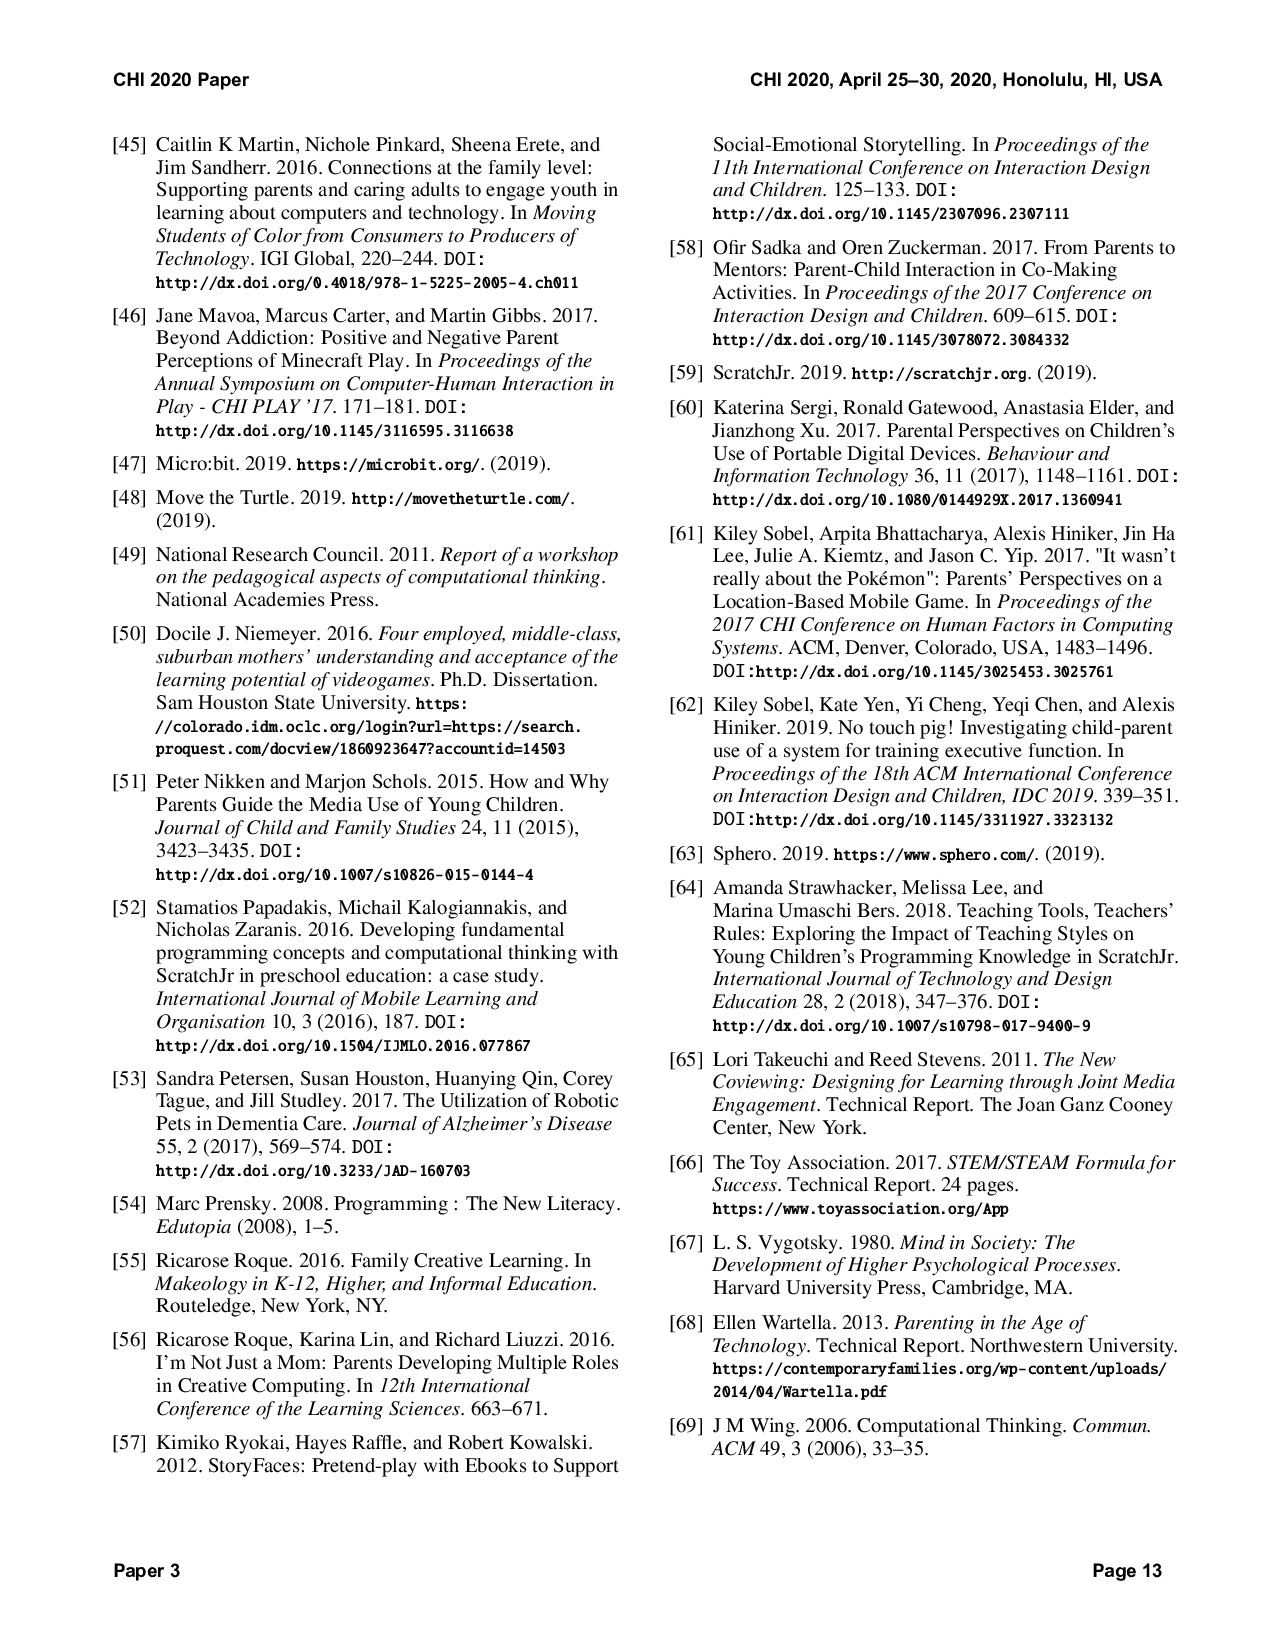 CHI 2020 Paper
CHI 2020, April 25–30, 2020, Honolulu, HI, USA
[45] Caitlin K Martin, Nichole Pinkard, Sheena Erete, and
Jim Sandherr. 2016. Connections at the family level:
Supporting parents and caring adults to engage youth in
learning about computers and technology. In Moving
Students of Color from Consumers to Producers of
Technology. IGI Global, 220–244. DOI:
http://dx.doi.org/0.4018/978-1-5225-2005-4.ch011
[46] Jane Mavoa, Marcus Carter, and Martin Gibbs. 2017.
Beyond Addiction: Positive and Negative Parent
Perceptions of Minecraft Play. In Proceedings of the
Annual Symposium on Computer-Human Interaction in
Play - CHI PLAY ’17. 171–181. DOI:
http://dx.doi.org/10.1145/3116595.3116638
[47] Micro:bit. 2019. https://microbit.org/. (2019).
[48] Move the Turtle. 2019. http://movetheturtle.com/.
(2019).
[49] National Research Council. 2011. Report of a workshop
on the pedagogical aspects of computational thinking.
National Academies Press.
[50] Docile J. Niemeyer. 2016. Four employed, middle-class,
suburban mothers’ understanding and acceptance of the
learning potential of videogames. Ph.D. Dissertation.
Sam Houston State University. https:
//colorado.idm.oclc.org/login?url=https://search.
proquest.com/docview/1860923647?accountid=14503
[51] Peter Nikken and Marjon Schols. 2015. How and Why
Parents Guide the Media Use of Young Children.
Journal of Child and Family Studies 24, 11 (2015),
3423–3435. DOI:
http://dx.doi.org/10.1007/s10826-015-0144-4
[52] Stamatios Papadakis, Michail Kalogiannakis, and
Nicholas Zaranis. 2016. Developing fundamental
programming concepts and computational thinking with
ScratchJr in preschool education: a case study.
International Journal of Mobile Learning and
Organisation 10, 3 (2016), 187. DOI:
http://dx.doi.org/10.1504/IJMLO.2016.077867
[53] Sandra Petersen, Susan Houston, Huanying Qin, Corey
Tague, and Jill Studley. 2017. The Utilization of Robotic
Pets in Dementia Care. Journal of Alzheimer’s Disease
55, 2 (2017), 569–574. DOI:
http://dx.doi.org/10.3233/JAD-160703
[54] Marc Prensky. 2008. Programming : The New Literacy.
Edutopia (2008), 1–5.
[55] Ricarose Roque. 2016. Family Creative Learning. In
Makeology in K-12, Higher, and Informal Education.
Routeledge, New York, NY.
[56] Ricarose Roque, Karina Lin, and Richard Liuzzi. 2016.
I’m Not Just a Mom: Parents Developing Multiple Roles
in Creative Computing. In 12th International
Conference of the Learning Sciences. 663–671.
[57] Kimiko Ryokai, Hayes Raffle, and Robert Kowalski.
2012. StoryFaces: Pretend-play with Ebooks to Support
Social-Emotional Storytelling. In Proceedings of the
11th International Conference on Interaction Design
and Children. 125–133. DOI:
http://dx.doi.org/10.1145/2307096.2307111
[58] Ofir Sadka and Oren Zuckerman. 2017. From Parents to
Mentors: Parent-Child Interaction in Co-Making
Activities. In Proceedings of the 2017 Conference on
Interaction Design and Children. 609–615. DOI:
http://dx.doi.org/10.1145/3078072.3084332
[59] ScratchJr. 2019. http://scratchjr.org. (2019).
[60] Katerina Sergi, Ronald Gatewood, Anastasia Elder, and
Jianzhong Xu. 2017. Parental Perspectives on Children’s
Use of Portable Digital Devices. Behaviour and
Information Technology 36, 11 (2017), 1148–1161. DOI:
http://dx.doi.org/10.1080/0144929X.2017.1360941
[61] Kiley Sobel, Arpita Bhattacharya, Alexis Hiniker, Jin Ha
Lee, Julie A. Kiemtz, and Jason C. Yip. 2017. "It wasn’t
really about the Pokémon": Parents’ Perspectives on a
Location-Based Mobile Game. In Proceedings of the
2017 CHI Conference on Human Factors in Computing
Systems. ACM, Denver, Colorado, USA, 1483–1496.
DOI:http://dx.doi.org/10.1145/3025453.3025761
[62] Kiley Sobel, Kate Yen, Yi Cheng, Yeqi Chen, and Alexis
Hiniker. 2019. No touch pig! Investigating child-parent
use of a system for training executive function. In
Proceedings of the 18th ACM International Conference
on Interaction Design and Children, IDC 2019. 339–351.
DOI:http://dx.doi.org/10.1145/3311927.3323132
[63] Sphero. 2019. https://www.sphero.com/. (2019).
[64] Amanda Strawhacker, Melissa Lee, and
Marina Umaschi Bers. 2018. Teaching Tools, Teachers’
Rules: Exploring the Impact of Teaching Styles on
Young Children’s Programming Knowledge in ScratchJr.
International Journal of Technology and Design
Education 28, 2 (2018), 347–376. DOI:
http://dx.doi.org/10.1007/s10798-017-9400-9
[65] Lori Takeuchi and Reed Stevens. 2011. The New
Coviewing: Designing for Learning through Joint Media
Engagement. Technical Report. The Joan Ganz Cooney
Center, New York.
[66] The Toy Association. 2017. STEM/STEAM Formula for
Success. Technical Report. 24 pages.
https://www.toyassociation.org/App
[67] L. S. Vygotsky. 1980. Mind in Society: The
Development of Higher Psychological Processes.
Harvard University Press, Cambridge, MA.
[68] Ellen Wartella. 2013. Parenting in the Age of
Technology. Technical Report. Northwestern University.
https://contemporaryfamilies.org/wp-content/uploads/
2014/04/Wartella.pdf
[69] J M Wing. 2006. Computational Thinking. Commun.
ACM 49, 3 (2006), 33–35.
Paper 3
Page 13